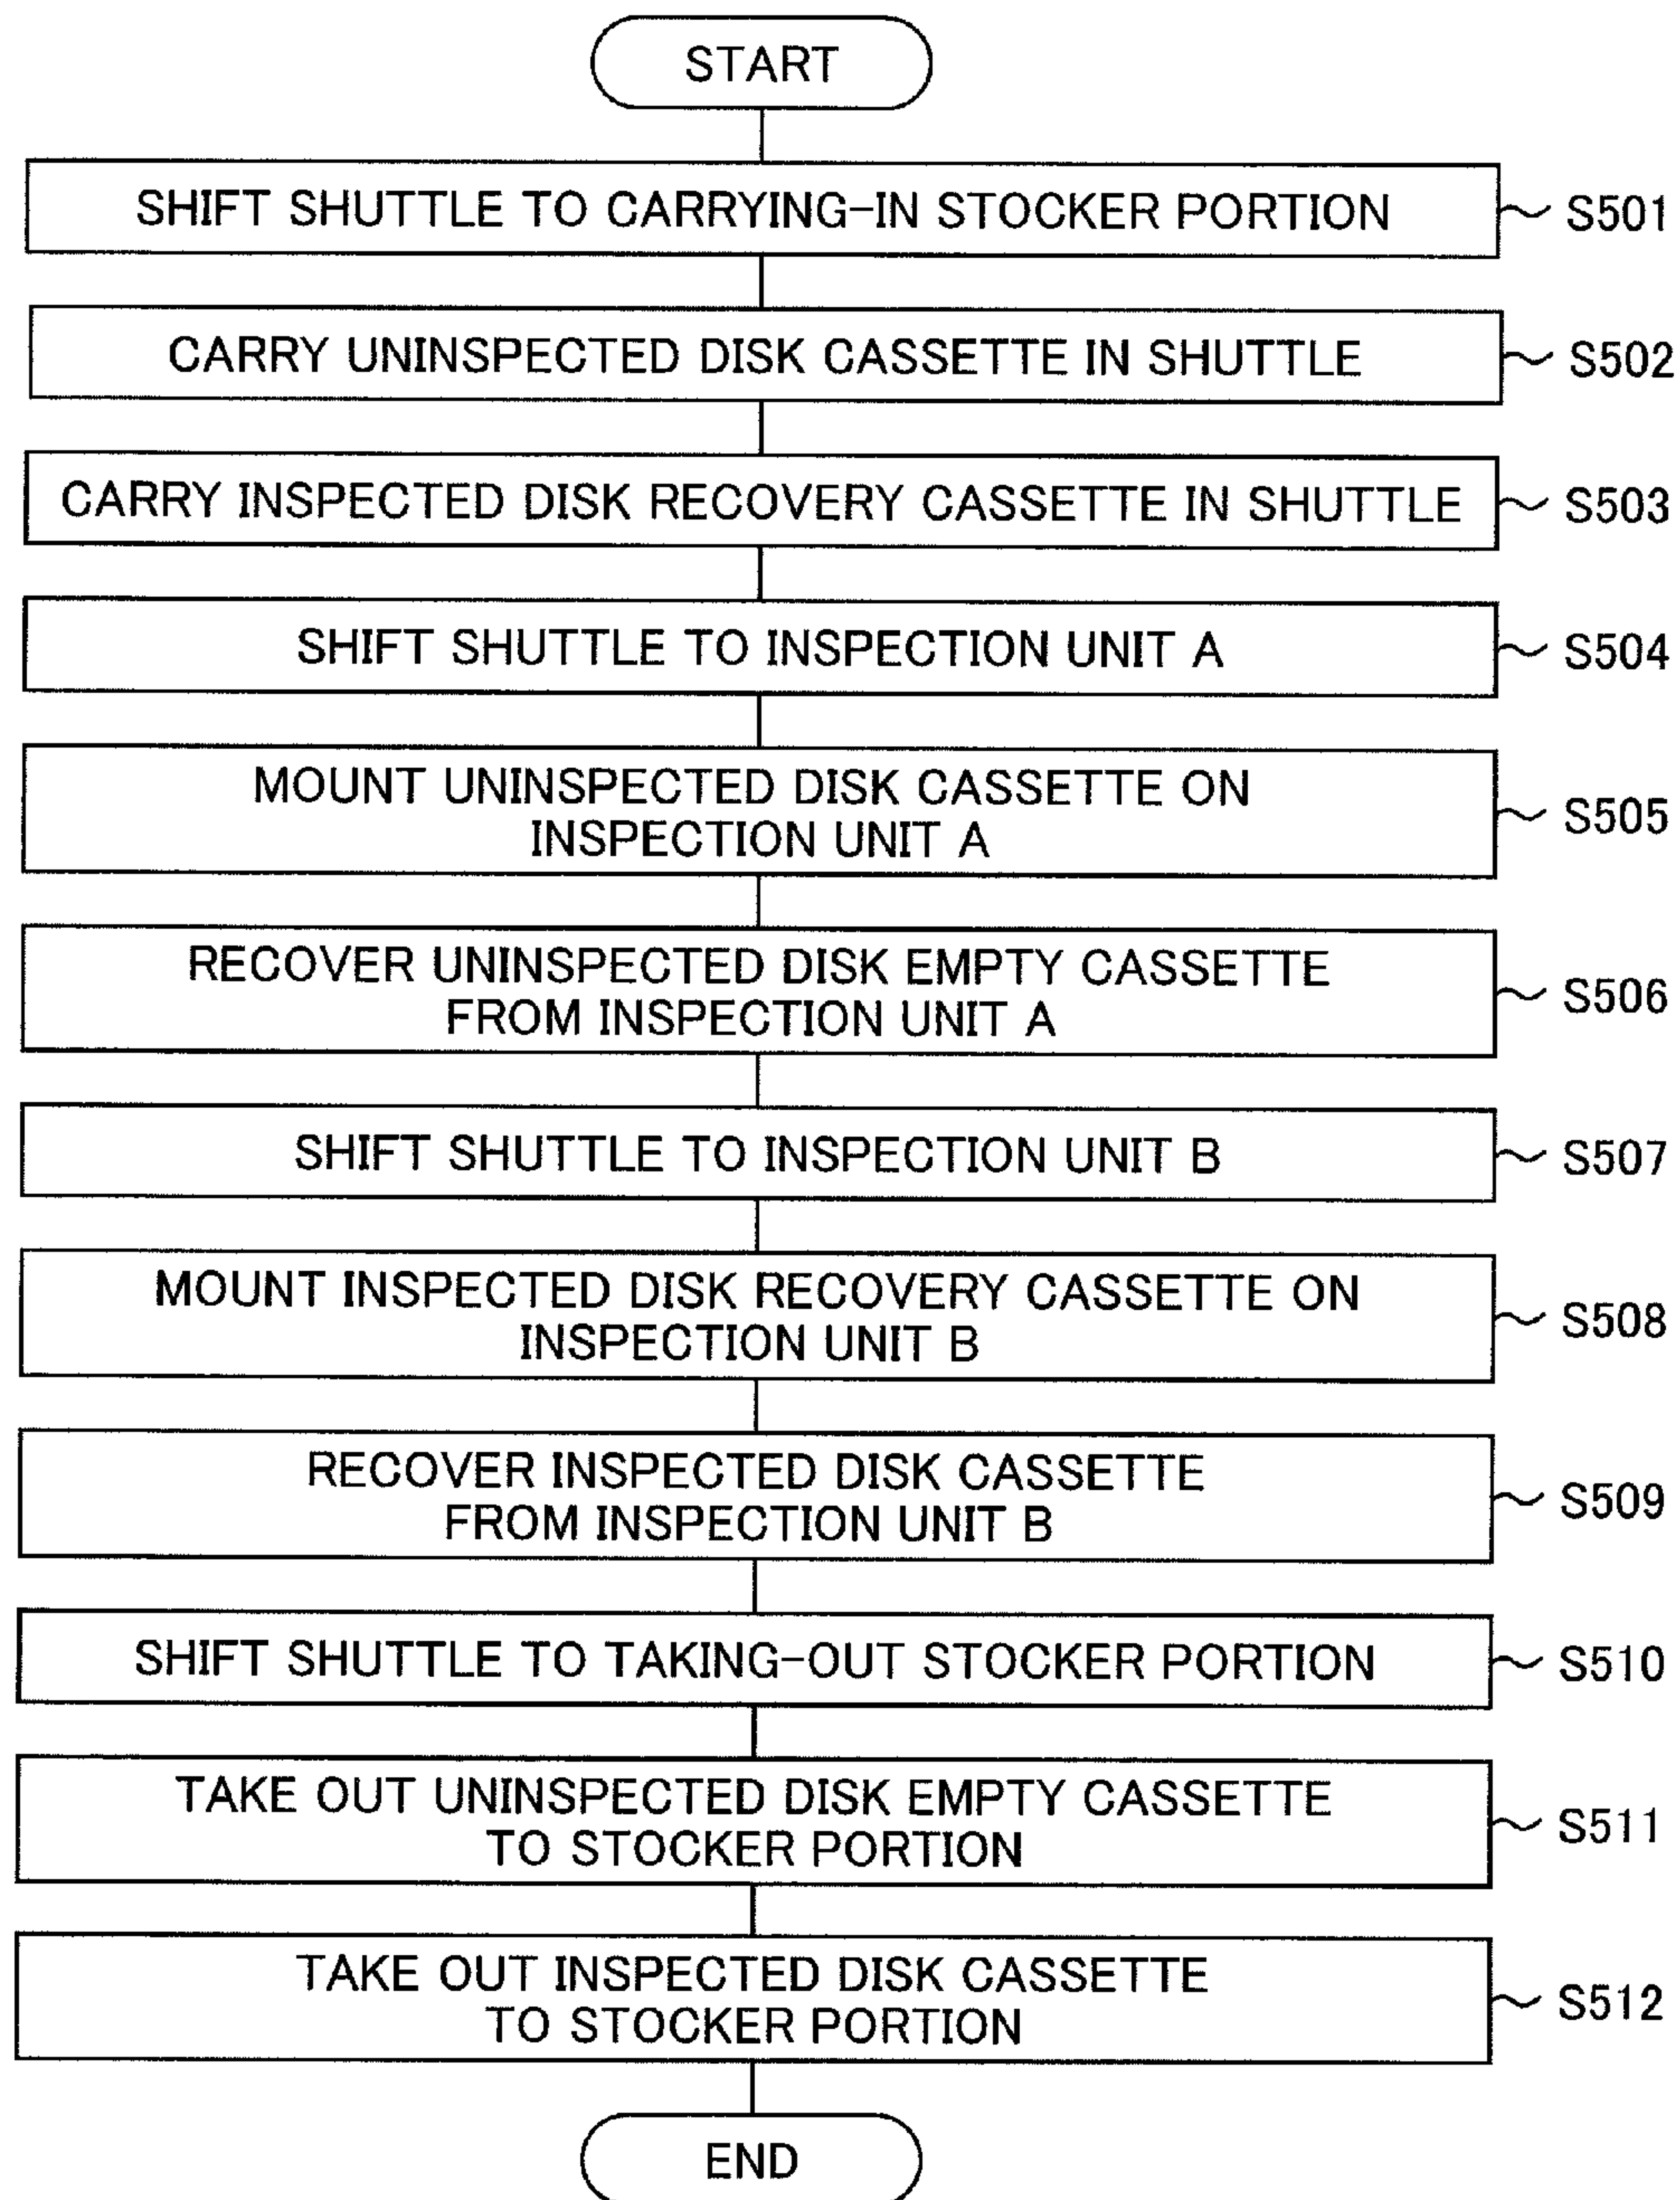 START
SHIFT SHUTTLE TO CARRYING-IN STOCKER PORTION
S501
CARRY UNINSPECTED DISK CASSETTE IN SHUTTLE
S502
CARRY INSPECTED DISK RECOVERY CASSETTE IN SHUTTLE
S503
SHIFT SHUTTLE TO INSPECTION UNIT A
S504
MOUNT UNINSPECTED DISK CASSETTE ON
INSPECTION UNIT A
S505
RECOVER UNINSPECTED DISK EMPTY CASSETTE
FROM INSPECTION UNIT A
S506
SHIFT SHUTTLE TO INSPECTION UNIT B
S507
MOUNT INSPECTED DISK RECOVERY CASSETTE ON
INSPECTION UNIT B
S508
RECOVER INSPECTED DISK CASSETTE
FROM INSPECTION UNIT B
S509
SHIFT SHUTTLE TO TAKING-OUT STOCKER PORTION
S510
TAKE OUT UNINSPECTED DISK EMPTY CASSETTE
TO STOCKER PORTION
S511
TAKE OUT INSPECTED DISK CASSETTE
TO STOCKER PORTION
S512
END